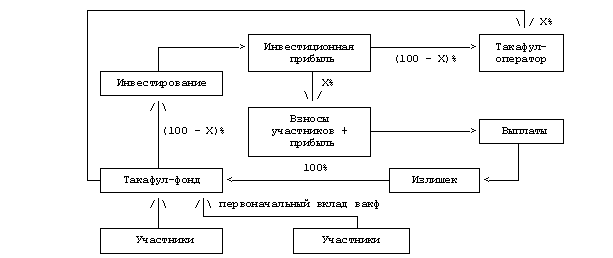 X%
Инвестиционная
прибыль
(100 - X)%
Такафул-
оператор
Инвестирование
X%
(100 - X)%
Взносы
участников +
прибыль
Выплаты
100%
Такафул-фонд
Излишек
первоначальный вклад вакф
Участники
Участники